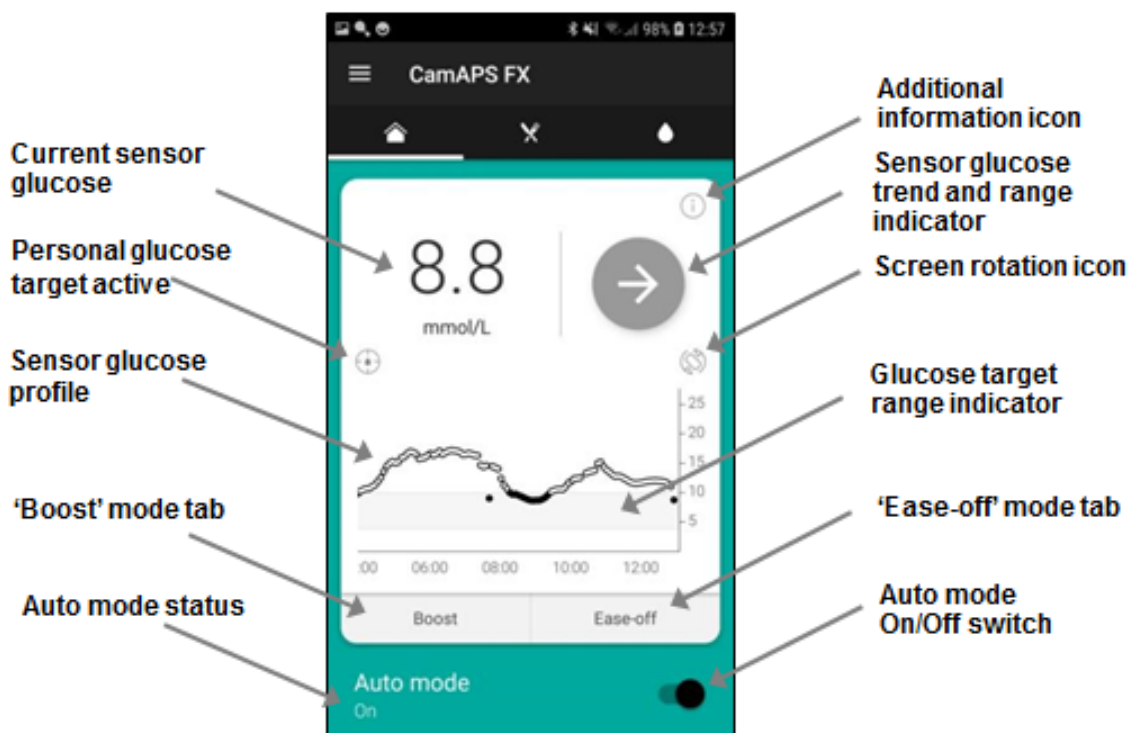 98% 12:57
CamAPS FX
Additional
information icon
Current sensor
glucose
Sensor glucose
trend and range
indicator
8.8
mmol/L
Personal glucose
target active
Screen rotation icon
Sensor glucose
profile
Glucose target
range indicator
25
20
15
10
5
:00 06:00 08:00 10:00 12:00
'Boost' mode tab
'Ease-off' mode tab
Boost Ease-off
Auto mode status
Auto mode
On/Off switch
Auto mode
On